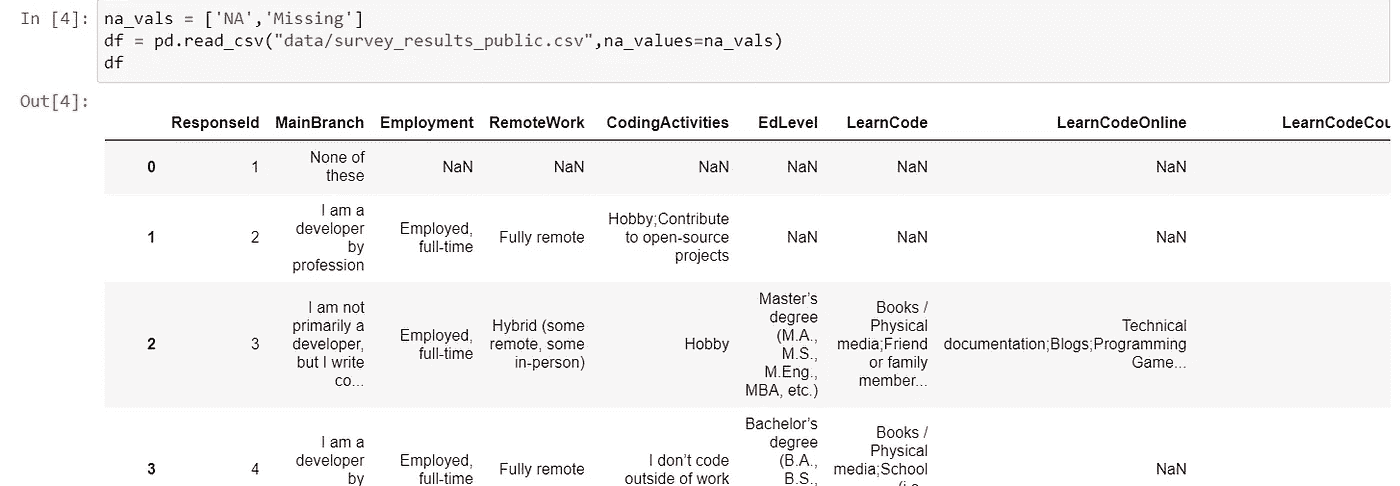 In [4]: na_vals = ['NA','Missing']
df = pd.read_csv("data/survey_results_public.csv",na_values=na_vals)
df
Out[4]:
ResponseId MainBranch Employment RemoteWork CodingActivities EdLevel LearnCode LearnCodeOnline LearnCodeCou
0 1 None of these NaN NaN NaN NaN NaN NaN
1 2 I am a developer by profession Employed, full-time Fully remote Hobby;Contribute to open-source projects NaN NaN NaN
2 3 I am not primarily a developer, but I write co... Employed, full-time Hybrid (some remote, some in-person) Hobby Master’s degree (M.A., M.S., M.Eng., MBA, etc.) Books / Physical media;Friend or family member... Technical documentation;Blogs;Programming Game...
3 4 I am a developer by Employed, full-time Fully remote I don’t code outside of work Bachelor’s degree (B.A., B.S., Books / Physical media;School NaN